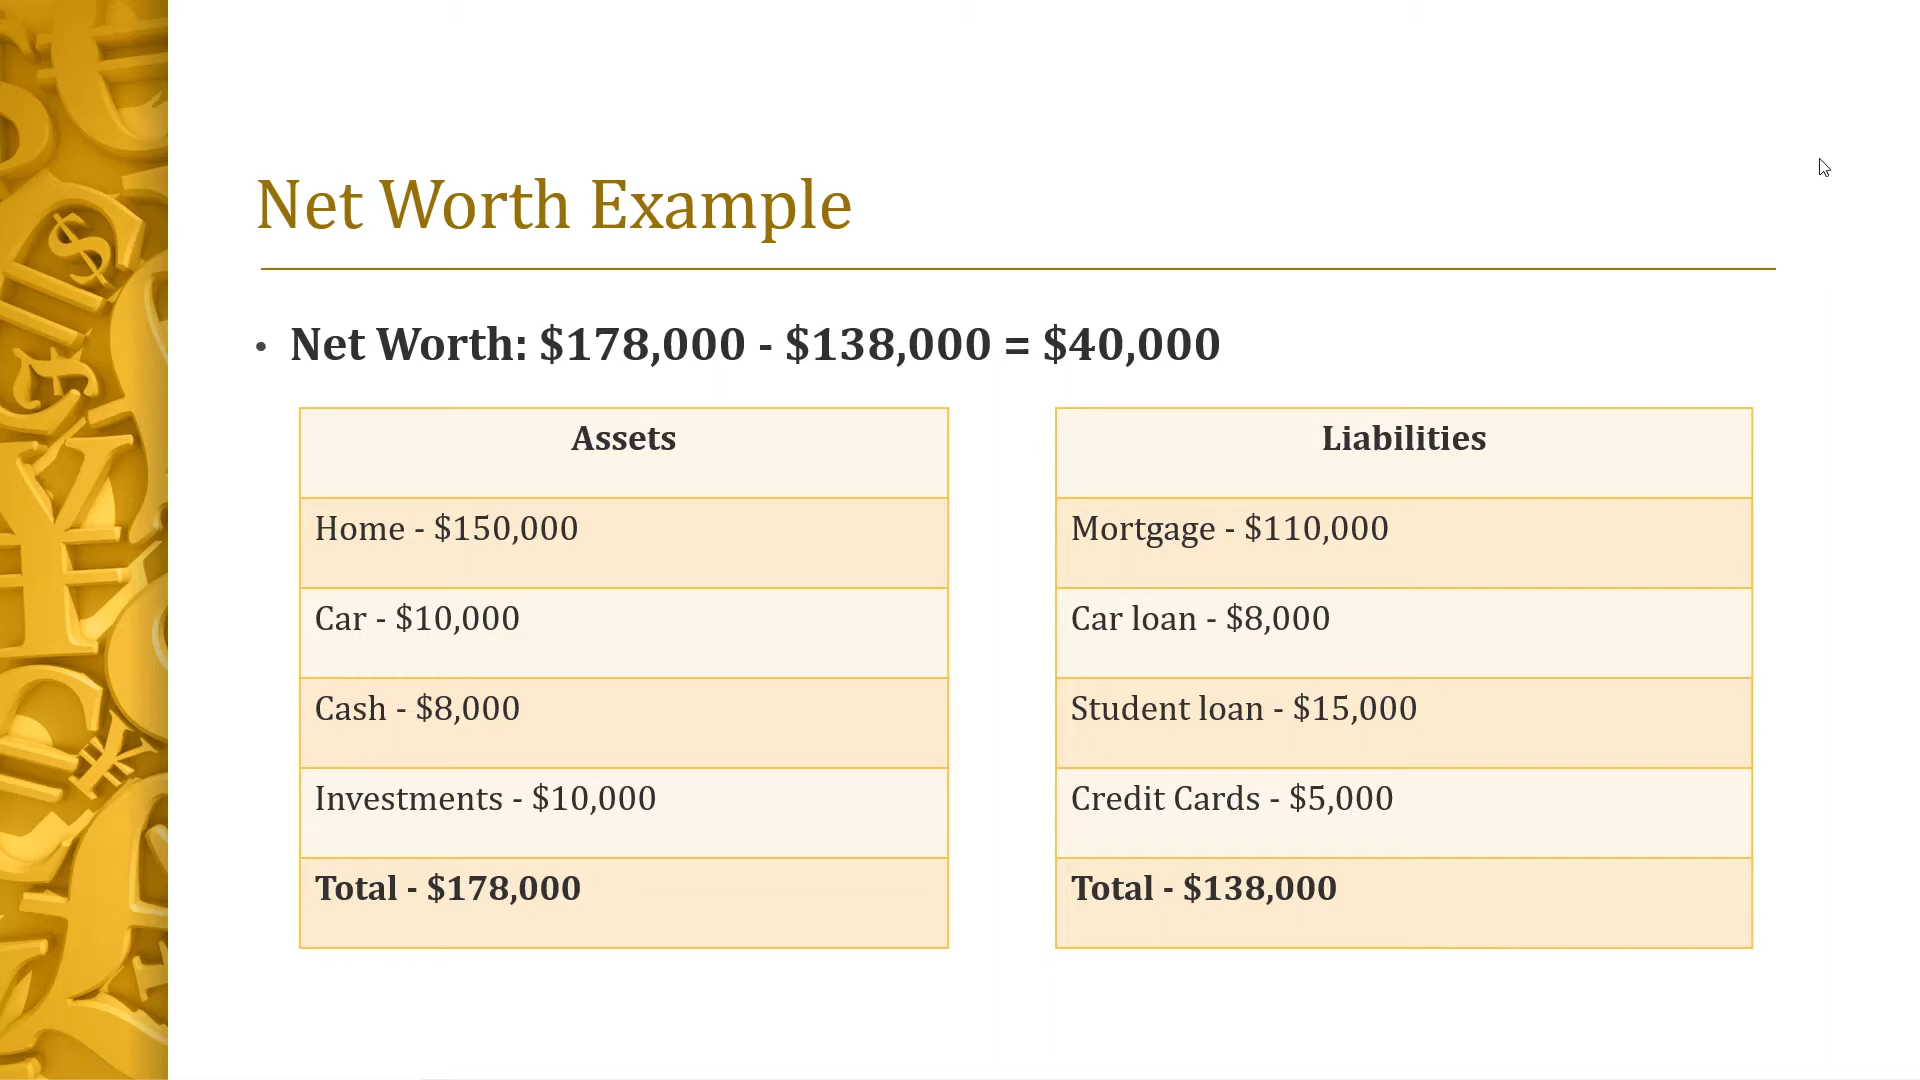 Net Worth Example
• Net Worth: $178,000 - $138,000 = $40,000
Assets
Home - $150,000
Car - $10,000
Cash - $8,000
Investments - $10,000
Total - $178,000
Liabilities
Mortgage - $110,000
Car loan - $8,000
Student loan - $15,000
Credit Cards - $5,000
Total - $138,000